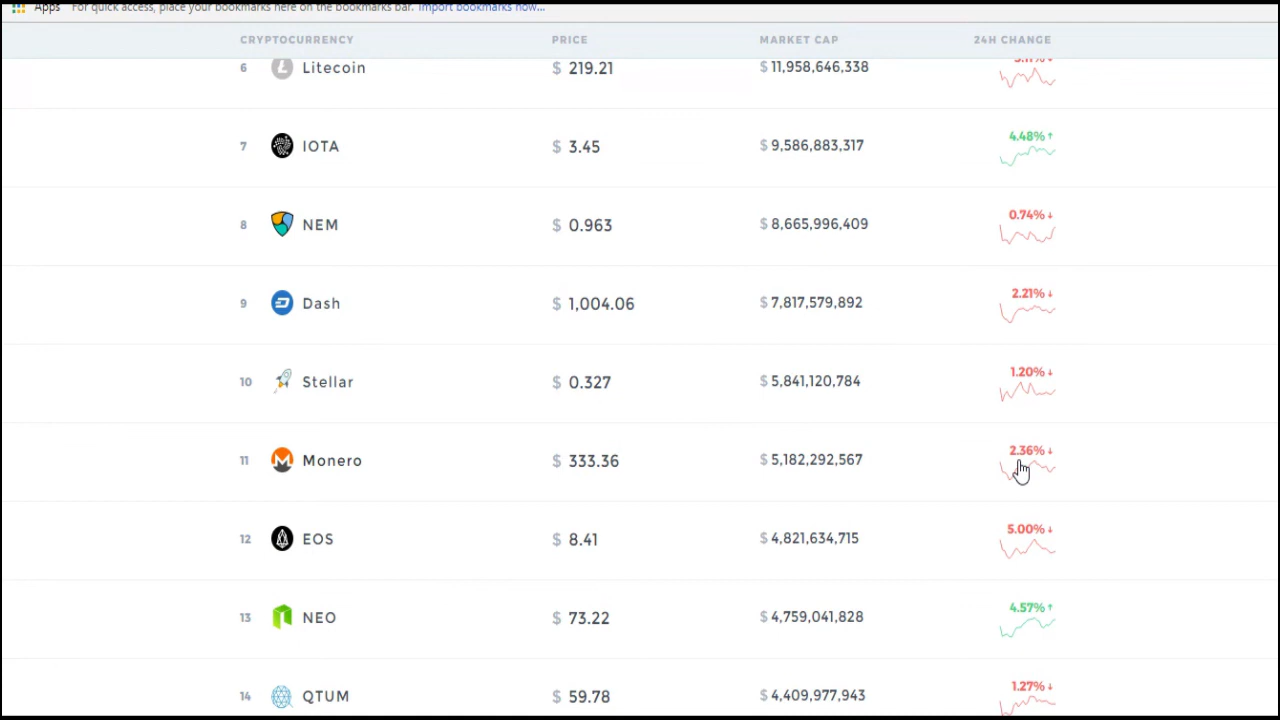 Apps For quick access, place your bookmarks here on the bookmarks bar. Import bookmarks now...
CRYPTOCURRENCY PRICE MARKET CAP 24H CHANGE
6 Litecoin $ 219.21 $ 11,958,646,338
7 IOTA $ 3.45 $ 9,586,883,317 4.48% ↑
8 NEM $ 0.963 $ 8,665,996,409 0.74% ↓
9 Dash $ 1,004.06 $ 7,817,579,892 2.21% ↓
10 Stellar $ 0.327 $ 5,841,120,784 1.20% ↓
11 Monero $ 333.36 $ 5,182,292,567 2.36% ↓
12 EOS $ 8.41 $ 4,821,634,715 5.00% ↓
13 NEO $ 73.22 $ 4,759,041,828 4.57% ↑
14 QTUM $ 59.78 $ 4,409,977,943 1.27% ↓